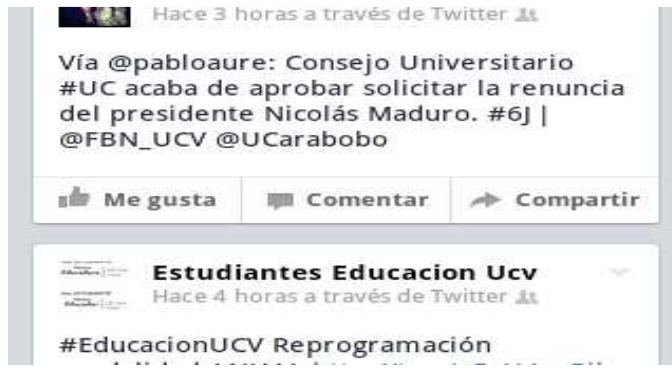 Hace 3 horas a través de Twitter
Vía @pabloaure: Consejo Universitario
#UC acaba de aprobar solicitar la renuncia
del presidente Nicolás Maduro. #6J |
@FBN_UCV @UCarabobo
Me gusta Comentar Compartir
Estudiantes Educacion Ucv
Hace 4 horas a través de Twitter
#EducacionUCV Reprogramación